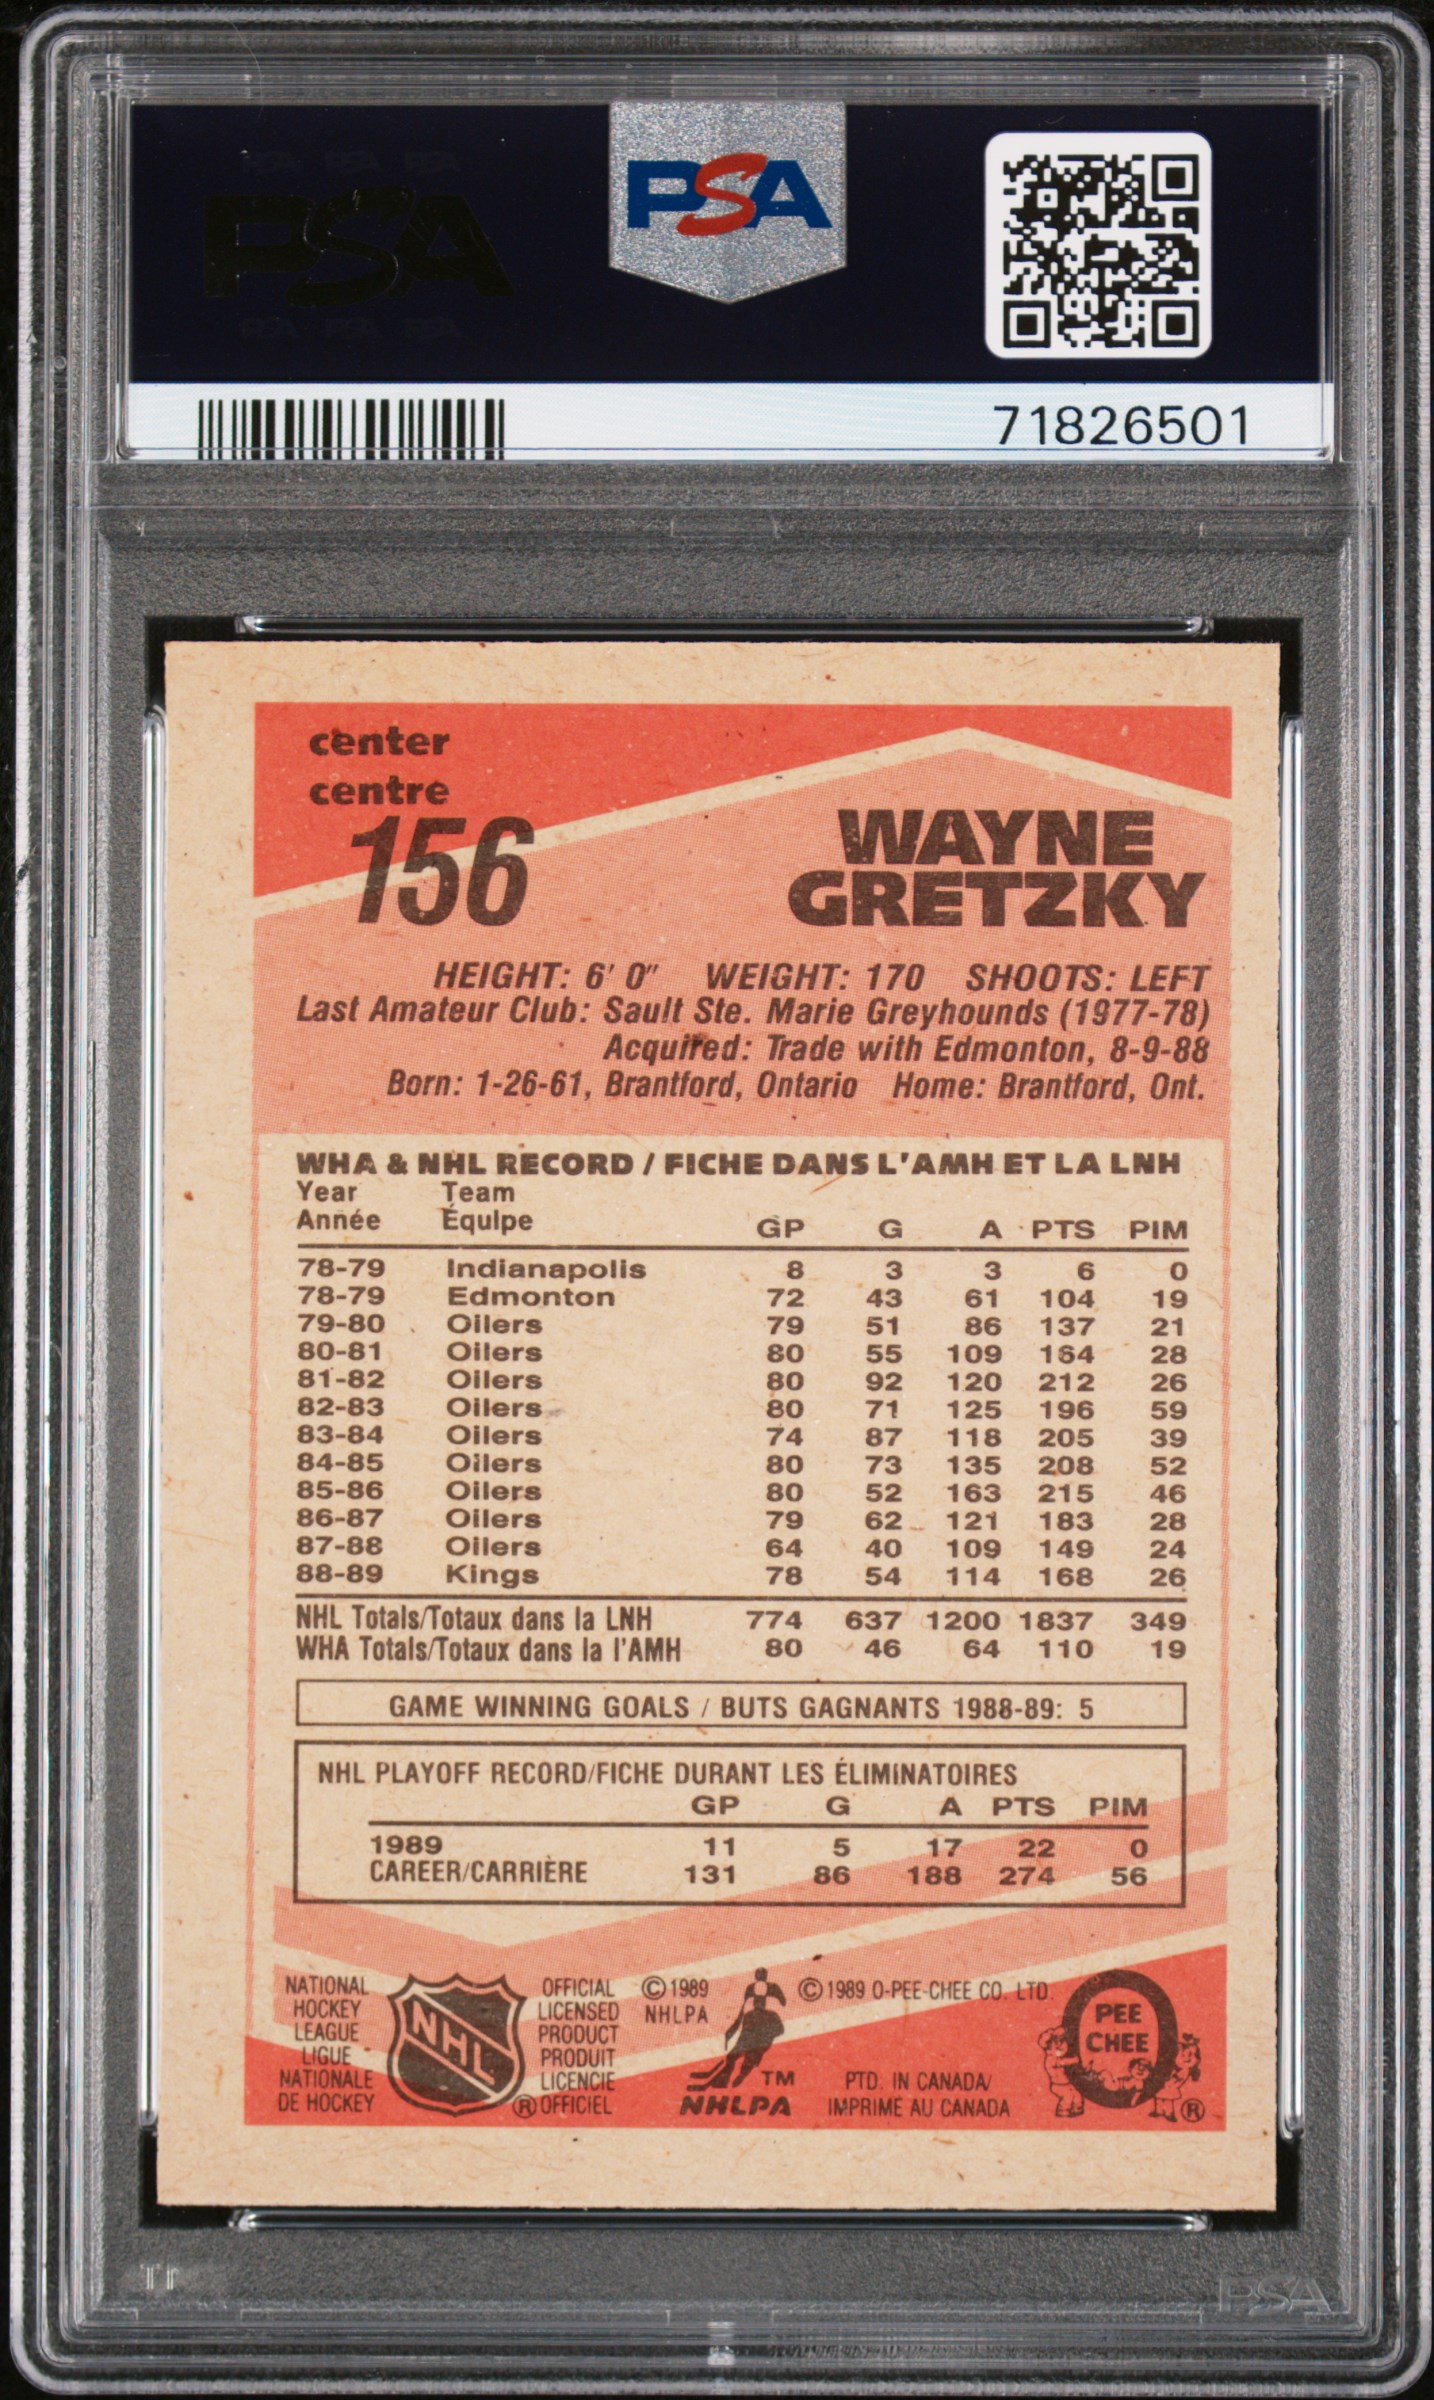 PSA
PSA
71826501
center
centre
156
WAYNE
GRETZKY
HEIGHT: 6' 0" WEIGHT: 170 SHOOTS: LEFT
Last Amateur Club: Sault Ste. Marie Greyhounds (1977-78)
Acquired: Trade with Edmonton, 8-9-88
Born: 1-26-61, Brantford, Ontario Home: Brantford, Ont.
WHA & NHL RECORD / FICHE DANS L'AMH ET LA LNH
Year Team
Année Équipe GP G A PTS PIM
78-79 Indianapolis 8 3 3 6 0
78-79 Edmonton 72 43 61 104 19
79-80 Oilers 79 51 86 137 21
80-81 Oilers 80 55 109 164 28
81-82 Oilers 80 92 120 212 26
82-83 Oilers 80 71 125 196 59
83-84 Oilers 74 87 118 205 39
84-85 Oilers 80 73 135 208 52
85-86 Oilers 80 52 163 215 46
86-87 Oilers 79 62 121 183 28
87-88 Oilers 64 40 109 149 24
88-89 Kings 78 54 114 168 26
NHL Totals/Totaux dans la LNH 774 637 1200 1837 349
WHA Totals/Totaux dans la l'AMH 80 46 64 110 19
GAME WINNING GOALS / BUTS GAGNANTS 1988-89: 5
NHL PLAYOFF RECORD/FICHE DURANT LES ÉLIMINATOIRES
GP G A PTS PIM
1989 11 5 17 22 0
CAREER/CARRIÈRE 131 86 188 274 56
NATIONAL
HOCKEY
LEAGUE
LIGUE
NATIONALE
DE HOCKEY
NHL
OFFICIAL
LICENSED
PRODUCT
PRODUIT
LICENCIE
® OFFICIEL
©1989
NHLPA
TM
NHLPA
©1989 O-PEE-CHEE CO. LTD.
PTD. IN CANADA/
IMPRIME AU CANADA
O
PEE
CHEE
®
PSA